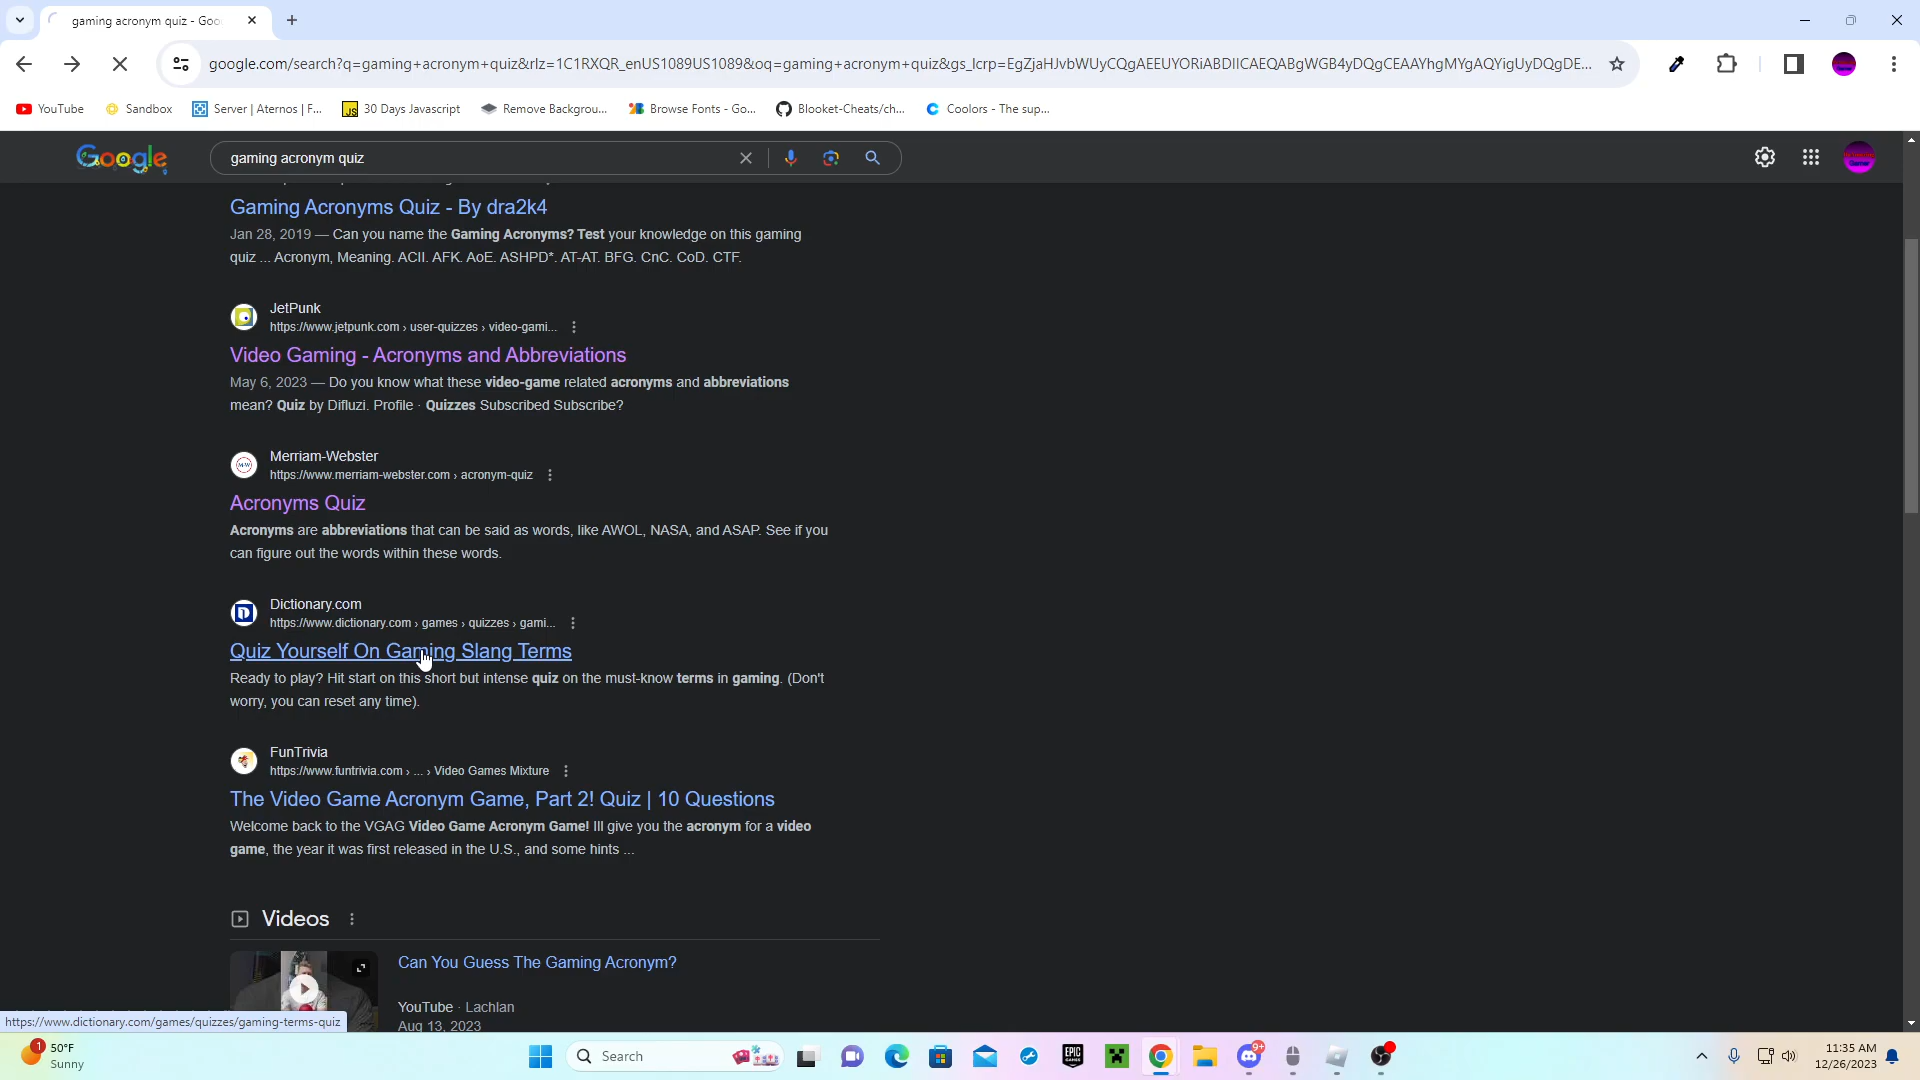 gaming acronym quiz - Goo
google.com/search?q=gaming+acronym+quiz&rlz=1C1RXQR_enUS1089US1089&oq=gaming+acronym+quiz&gs_lcrp=EgZjaHJvbWUyCQgAEEUYORiABDIICAEQABgWGB4yDQgCEAAYhgMYgAQYigUyDQgDE...
YouTube Sandbox Server | Aternos | F... JS 30 Days Javascript Remove Backgrou... Browse Fonts - Go... Blooket-Cheats/ch... Coolors - The sup...
Google gaming acronym quiz
Gaming Acronyms Quiz - By dra2k4
Jan 28, 2019 — Can you name the Gaming Acronyms? Test your knowledge on this gaming
quiz ... Acronym, Meaning. ACII. AFK. AoE. ASHPD*. AT-AT. BFG. CnC. CoD. CTF.
JetPunk
https://www.jetpunk.com › user-quizzes › video-gami...
Video Gaming - Acronyms and Abbreviations
May 6, 2023 — Do you know what these video-game related acronyms and abbreviations
mean? Quiz by Difluzi. Profile · Quizzes Subscribed Subscribe?
Merriam-Webster
https://www.merriam-webster.com › acronym-quiz
Acronyms Quiz
Acronyms are abbreviations that can be said as words, like AWOL, NASA, and ASAP. See if you
can figure out the words within these words.
Dictionary.com
https://www.dictionary.com › games › quizzes › gami...
Quiz Yourself On Gaming Slang Terms
Ready to play? Hit start on this short but intense quiz on the must-know terms in gaming. (Don't
worry, you can reset any time).
FunTrivia
https://www.funtrivia.com › ... › Video Games Mixture
The Video Game Acronym Game, Part 2! Quiz | 10 Questions
Welcome back to the VGAG Video Game Acronym Game! Ill give you the acronym for a video
game, the year it was first released in the U.S., and some hints ...
Videos
Can You Guess The Gaming Acronym?
YouTube · Lachlan
Aug 13, 2023
https://www.dictionary.com/games/quizzes/gaming-terms-quiz
1 50°F
Sunny
Search
EPIC
GAMES
9+
11:35 AM
12/26/2023